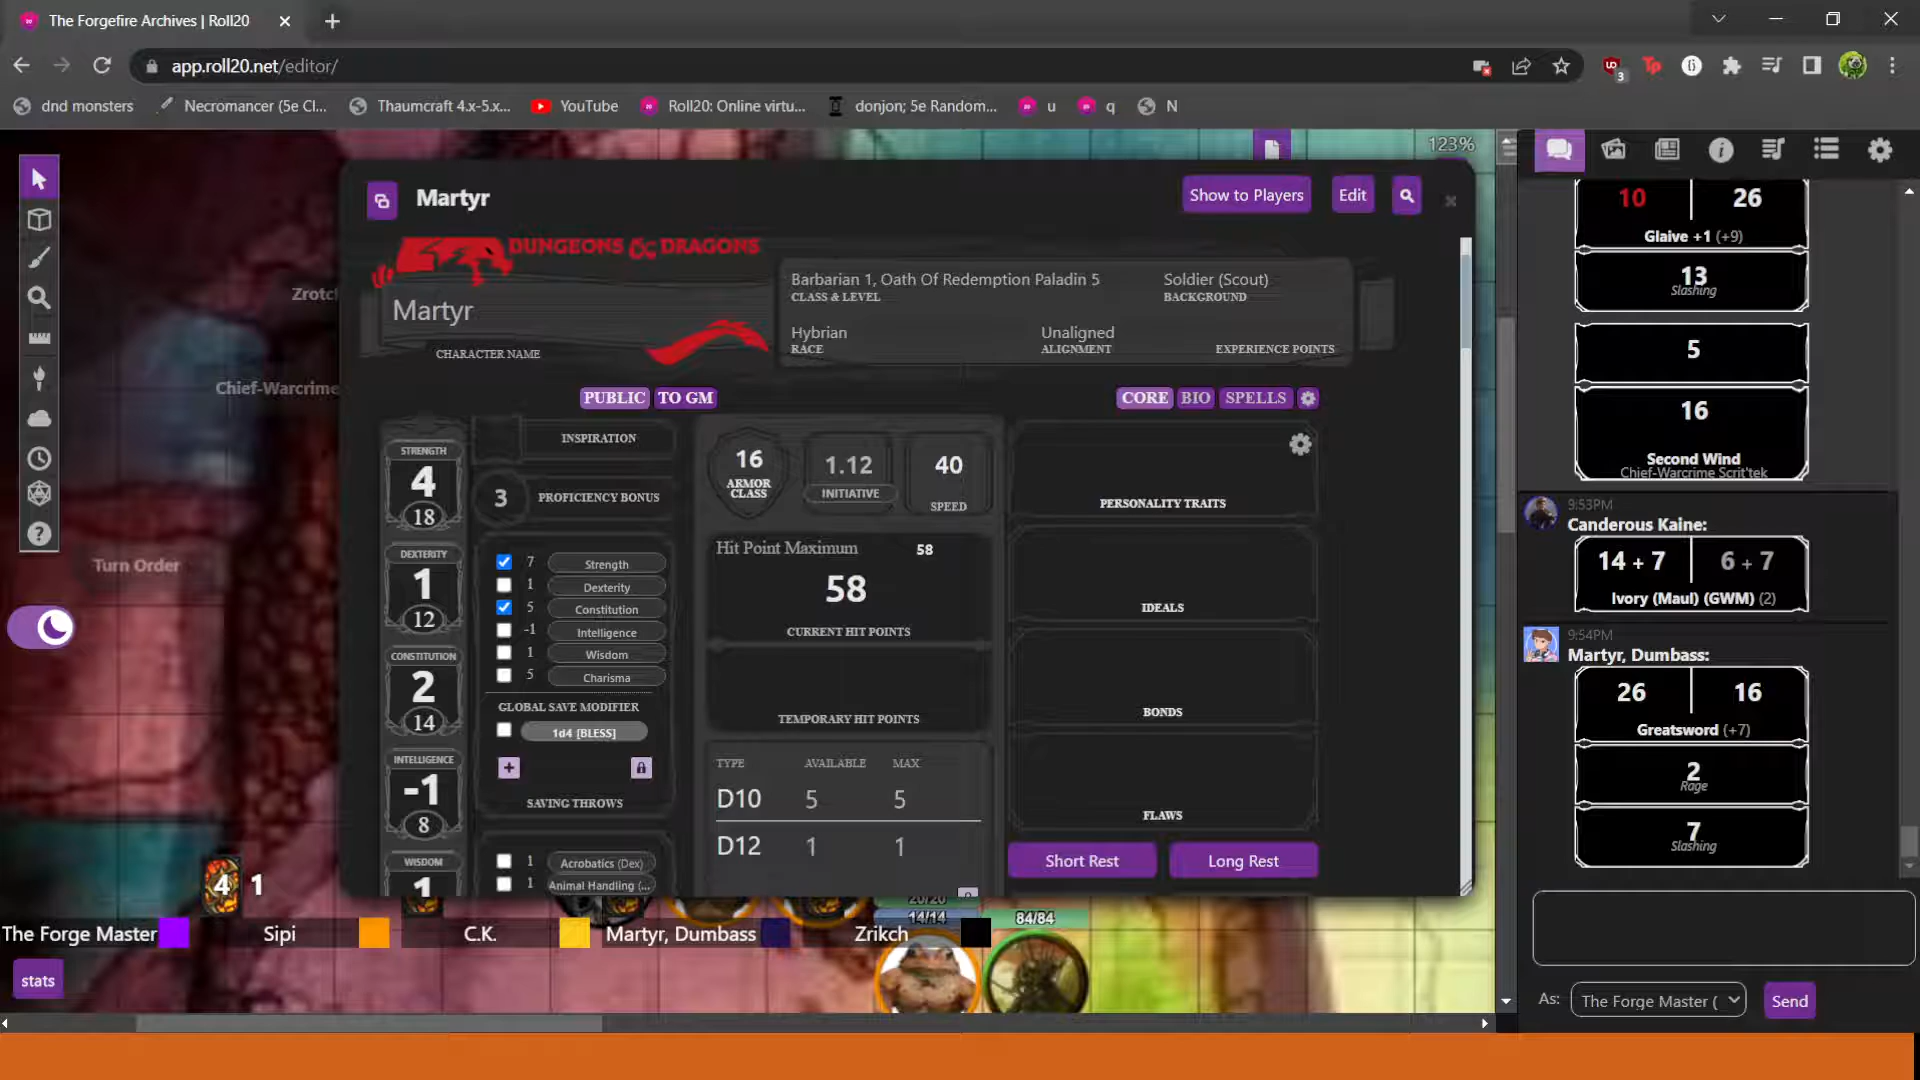 The Forgefire Archives | Roll20
app.roll20.net/editor/
3
dnd monsters
Necromancer (5e Cl...
Thaumcraft 4.x-5.x...
YouTube
Roll20: Online virtu...
donjon; 5e Random...
u
q
N
123%
Martyr
Show to Players
Edit
DUNGEONS & DRAGONS
Martyr
CHARACTER NAME
Barbarian 1, Oath Of Redemption Paladin 5
CLASS & LEVEL
Soldier (Scout)
BACKGROUND
Hybrian
RACE
Unaligned
ALIGNMENT
EXPERIENCE POINTS
PUBLIC
TO GM
CORE
BIO
SPELLS
STRENGTH
4
18
DEXTERITY
1
12
CONSTITUTION
2
14
INTELLIGENCE
-1
8
WISDOM
1
INSPIRATION
3
PROFICIENCY BONUS
7 Strength
1 Dexterity
5 Constitution
-1 Intelligence
1 Wisdom
5 Charisma
GLOBAL SAVE MODIFIER
1d4 [BLESS]
+
SAVING THROWS
1 Acrobatics (Dex)
1 Animal Handling (...
16
ARMOR
CLASS
1.12
INITIATIVE
40
SPEED
Hit Point Maximum 58
58
CURRENT HIT POINTS
TEMPORARY HIT POINTS
TYPE AVAILABLE MAX
D10 5 5
D12 1 1
PERSONALITY TRAITS
IDEALS
BONDS
FLAWS
Short Rest
Long Rest
Zrotch
Chief-Warcrime
Turn Order
4
1
20/20
14/14
84/84
The Forge Master
Sipi
C.K.
Martyr, Dumbass
Zrikch
stats
10 26
Glaive +1 (+9)
13
Slashing
5
16
Second Wind
Chief-Warcrime Scrit'tek
9:53PM
Canderous Kaine:
14 + 7 6 + 7
Ivory (Maul) (GWM) (2)
9:54PM
Martyr, Dumbass:
26 16
Greatsword (+7)
2
Rage
7
Slashing
As:
The Forge Master (
Send